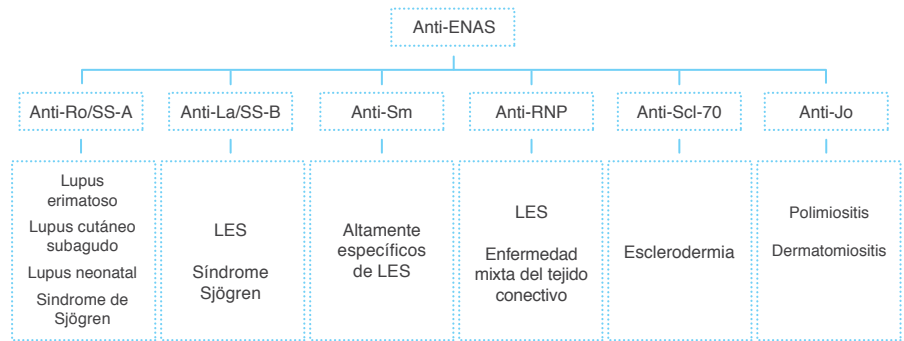 Anti-ENAS
Anti-Ro/SS-A
Anti-La/SS-B
Anti-Sm
Anti-RNP
Anti-Scl-70
Anti-Jo
Lupus
erimatoso
Lupus cutáneo
subagudo
Lupus neonatal
Sindrome de
Sjögren
LES
Síndrome
Sjögren
Altamente
específicos
de LES
LES
Enfermedad
mixta del tejido
conectivo
Esclerodermia
Polimiositis
Dermatomiositis